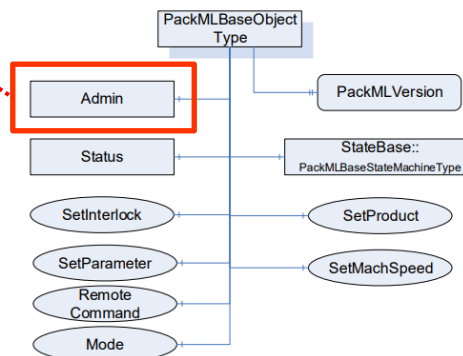 PackMLBaseObject
Type
Admin
PackMLVersion
Status
StateBase::
PackMLBaseStateMachineType
SetInterlock
SetProduct
SetParameter
SetMachSpeed
Remote
Command
Mode